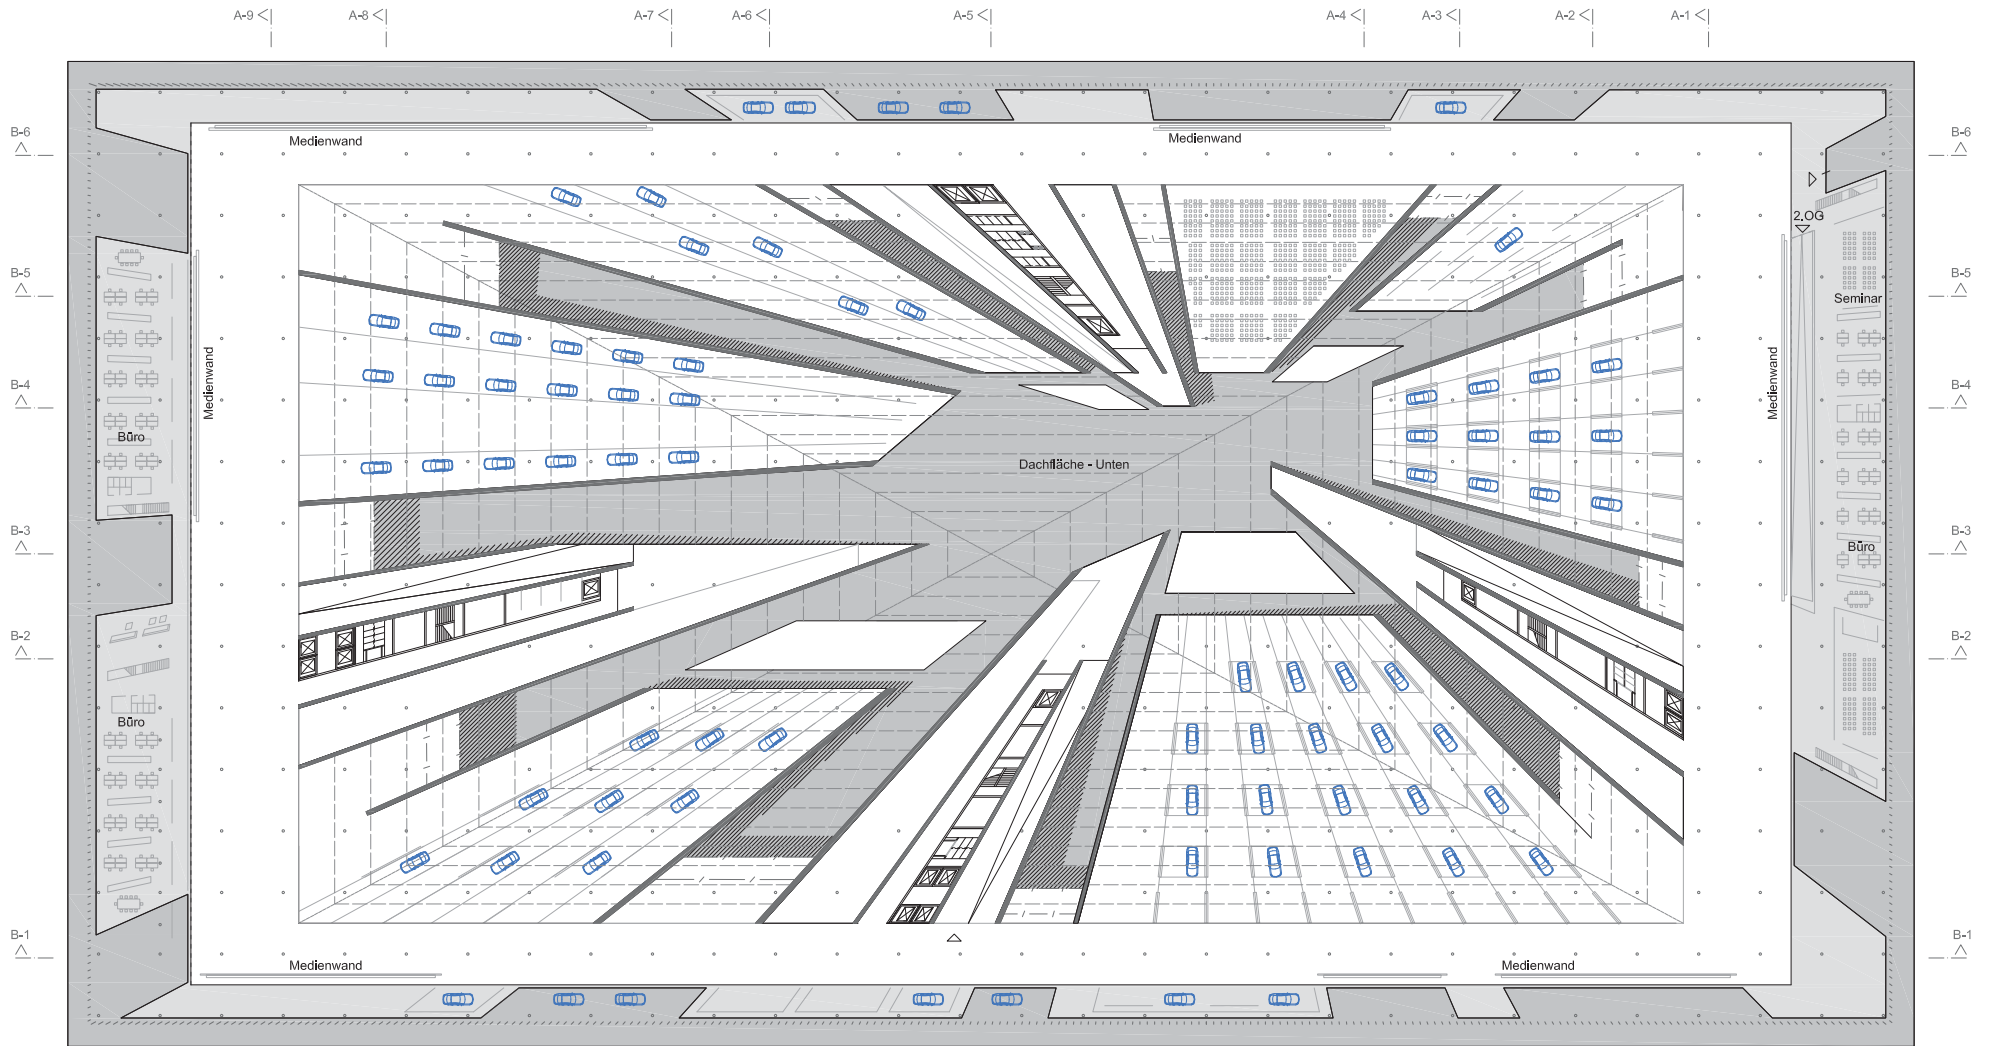 A-9 A-8 A-7 A-6 A-5 A-4 A-3 A-2 A-1
B-6 B-6
Medienwand Medienwand
2.OG
B-5 B-5
Seminar
Medienwand Medienwand
B-4 B-4
Büro
Dachfläche - Unten
B-3 B-3
Büro
B-2 B-2
Büro
B-1 B-1
Medienwand Medienwand